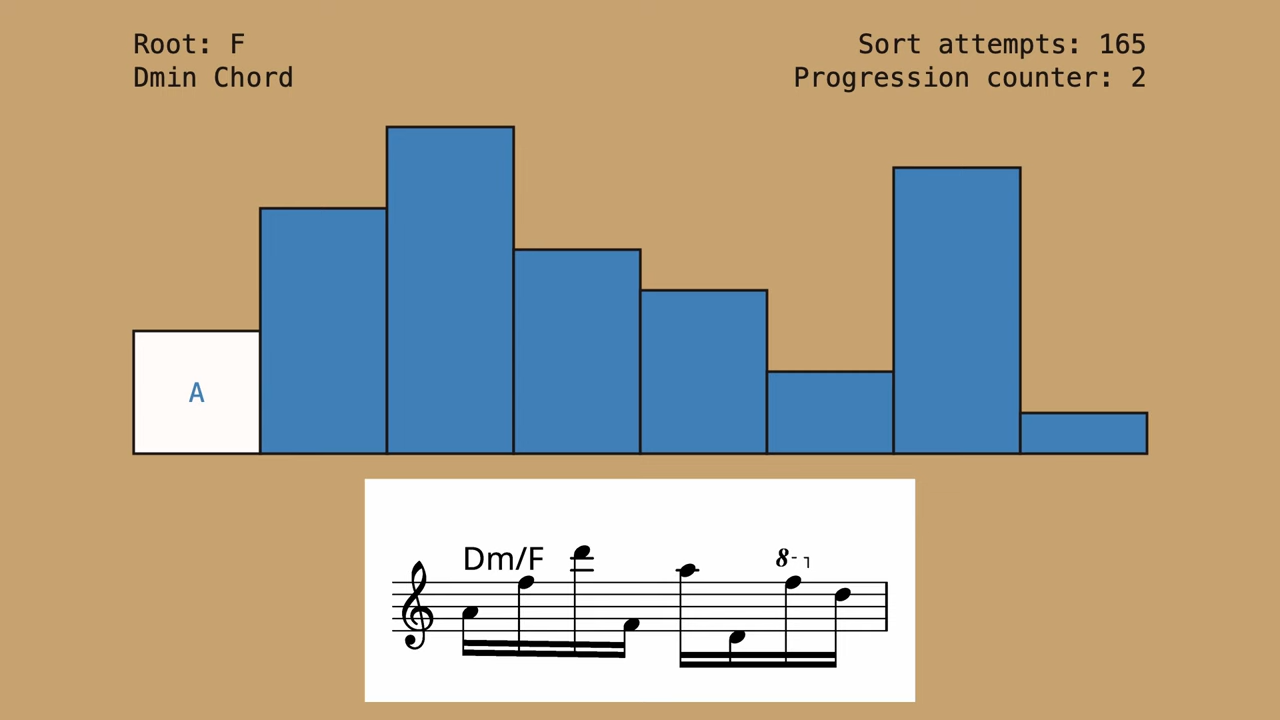 Root: F
Dmin Chord
Sort attempts: 165
Progression counter: 2
A
Dm/F
8